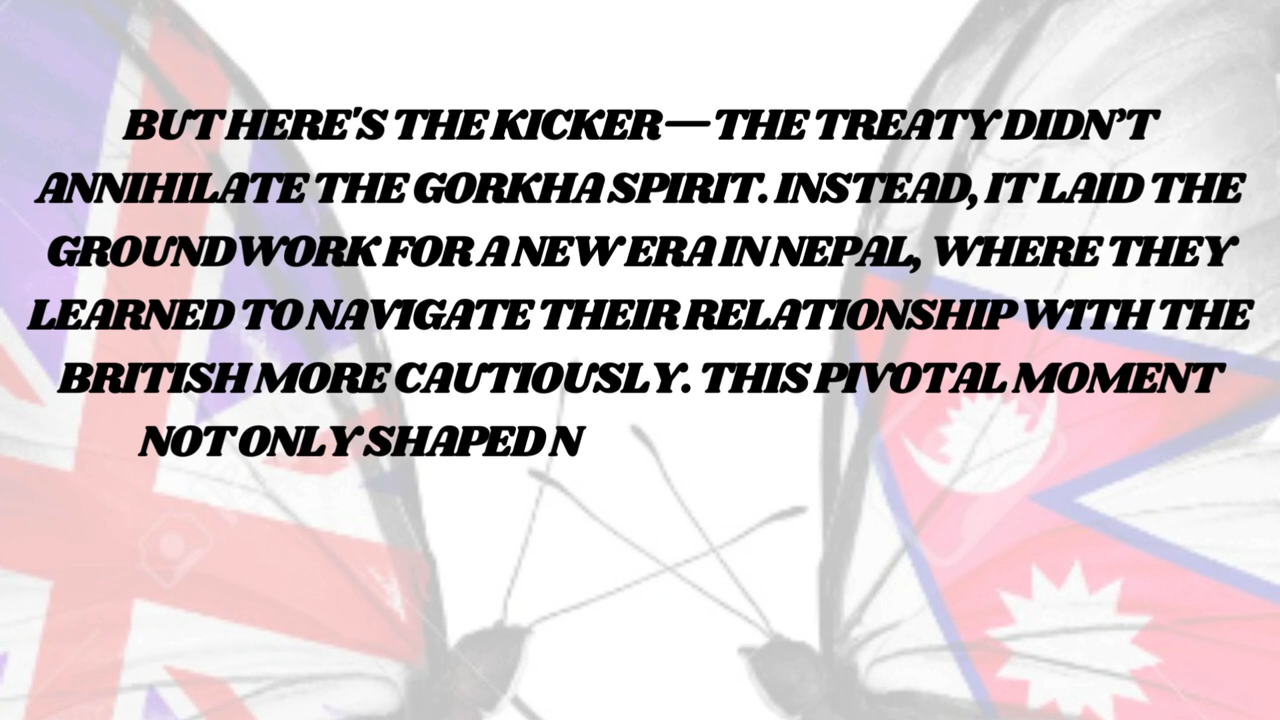 BUT HERE'S THE KICKER—THE TREATY DIDN’T
ANNIHILATE THE GORKHA SPIRIT. INSTEAD, IT LAID THE
GROUNDWORK FOR A NEW ERA IN NEPAL, WHERE THEY
LEARNED TO NAVIGATE THEIR RELATIONSHIP WITH THE
BRITISH MORE CAUTIOUSLY. THIS PIVOTAL MOMENT
NOT ONLY SHAPED N